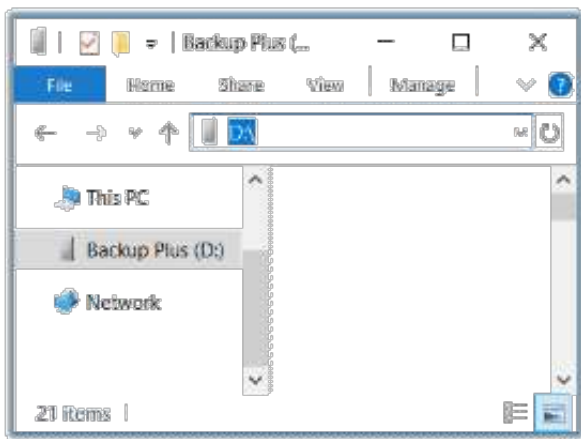 Backup Plus (...
File Home Share View Manage
D:\
This PC
Backup Plus (D:)
Network
21 items